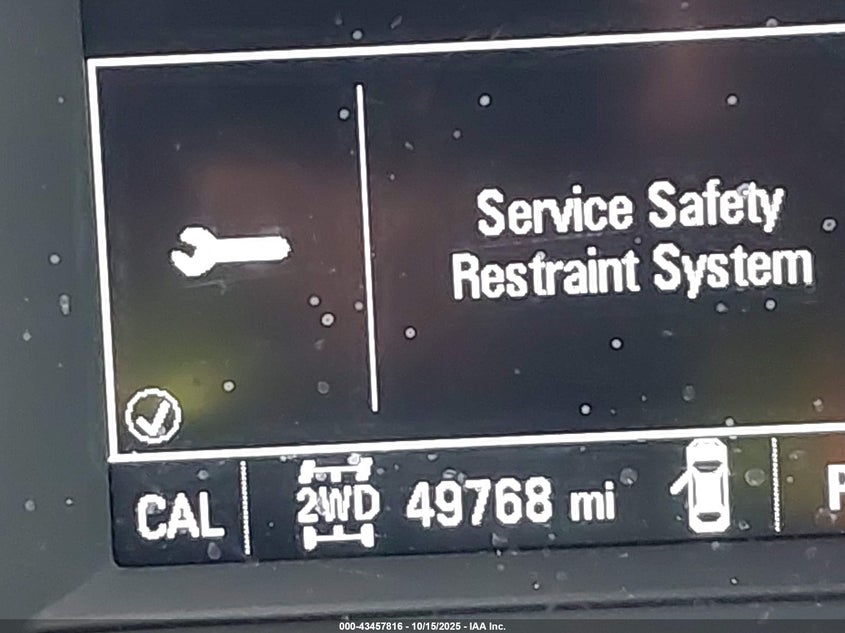 Service Safety
Restraint System
CAL 2WD 49768 mi P
000-43457816 - 10/15/2025 - IAA Inc.